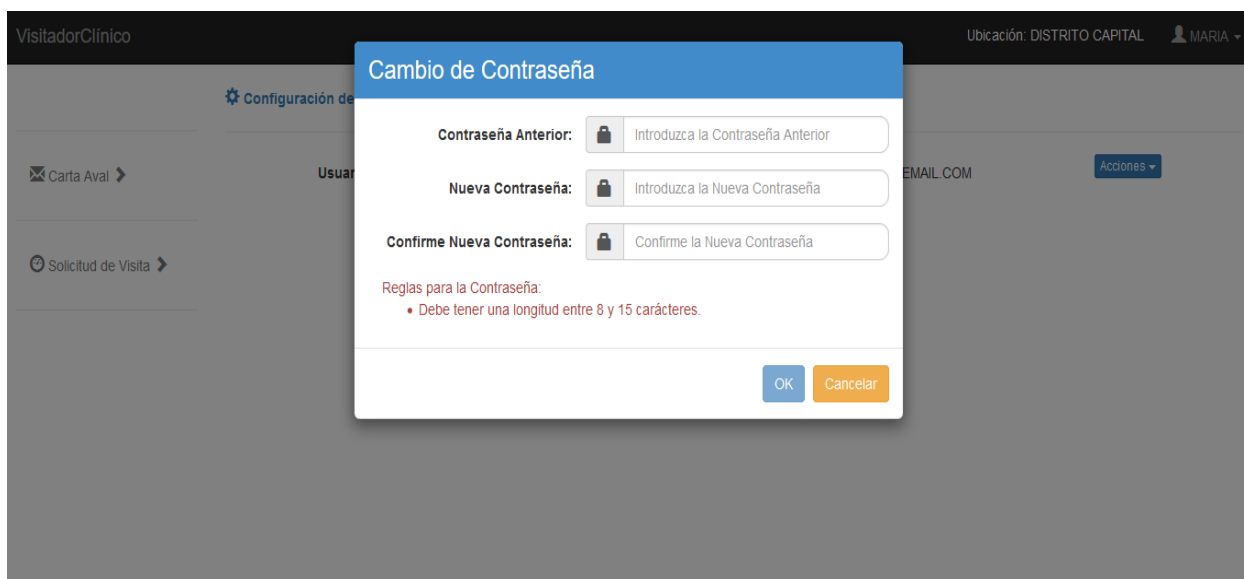 VisitadorClínico
Ubicación: DISTRITO CAPITAL MARIA
Cambio de Contraseña
Configuración de
Contraseña Anterior: Introduzca la Contraseña Anterior
Carta Aval
Usuar
EMAIL.COM
Acciones
Nueva Contraseña: Introduzca la Nueva Contraseña
Confirme Nueva Contraseña: Confirme la Nueva Contraseña
Solicitud de Visita
Reglas para la Contraseña:
• Debe tener una longitud entre 8 y 15 carácteres.
OK Cancelar